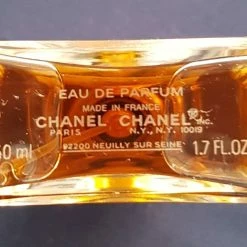 EAU DE PARFUM
MADE IN FRANCE
CHANEL CHANEL INC.
PARIS N.Y., N.Y. 10019
50 ml 92200 NEUILLY SUR SEINE 1.7 FL.OZ